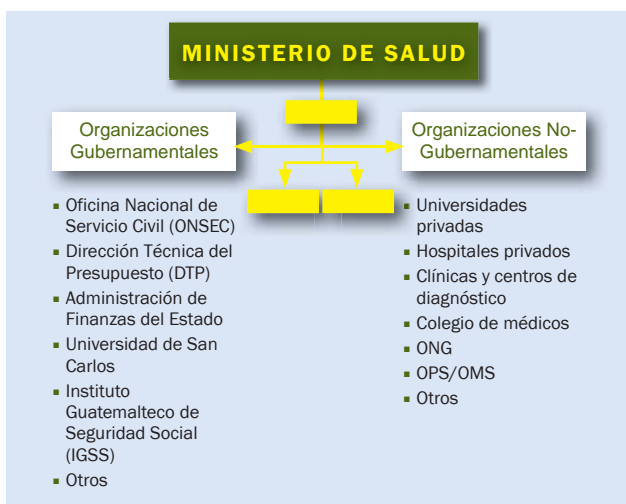 MINISTERIO DE SALUD
Organizaciones
Gubernamentales
▪ Oficina Nacional de
Servicio Civil (ONSEC)
▪ Dirección Técnica del
Presupuesto (DTP)
▪ Administración de
Finanzas del Estado
▪ Universidad de San
Carlos
▪ Instituto
Guatemalteco de
Seguridad Social
(IGSS)
▪ Otros
Organizaciones No-
Gubernamentales
▪ Universidades
privadas
▪ Hospitales privados
▪ Clínicas y centros de
diagnóstico
▪ Colegio de médicos
▪ ONG
▪ OPS/OMS
▪ Otros